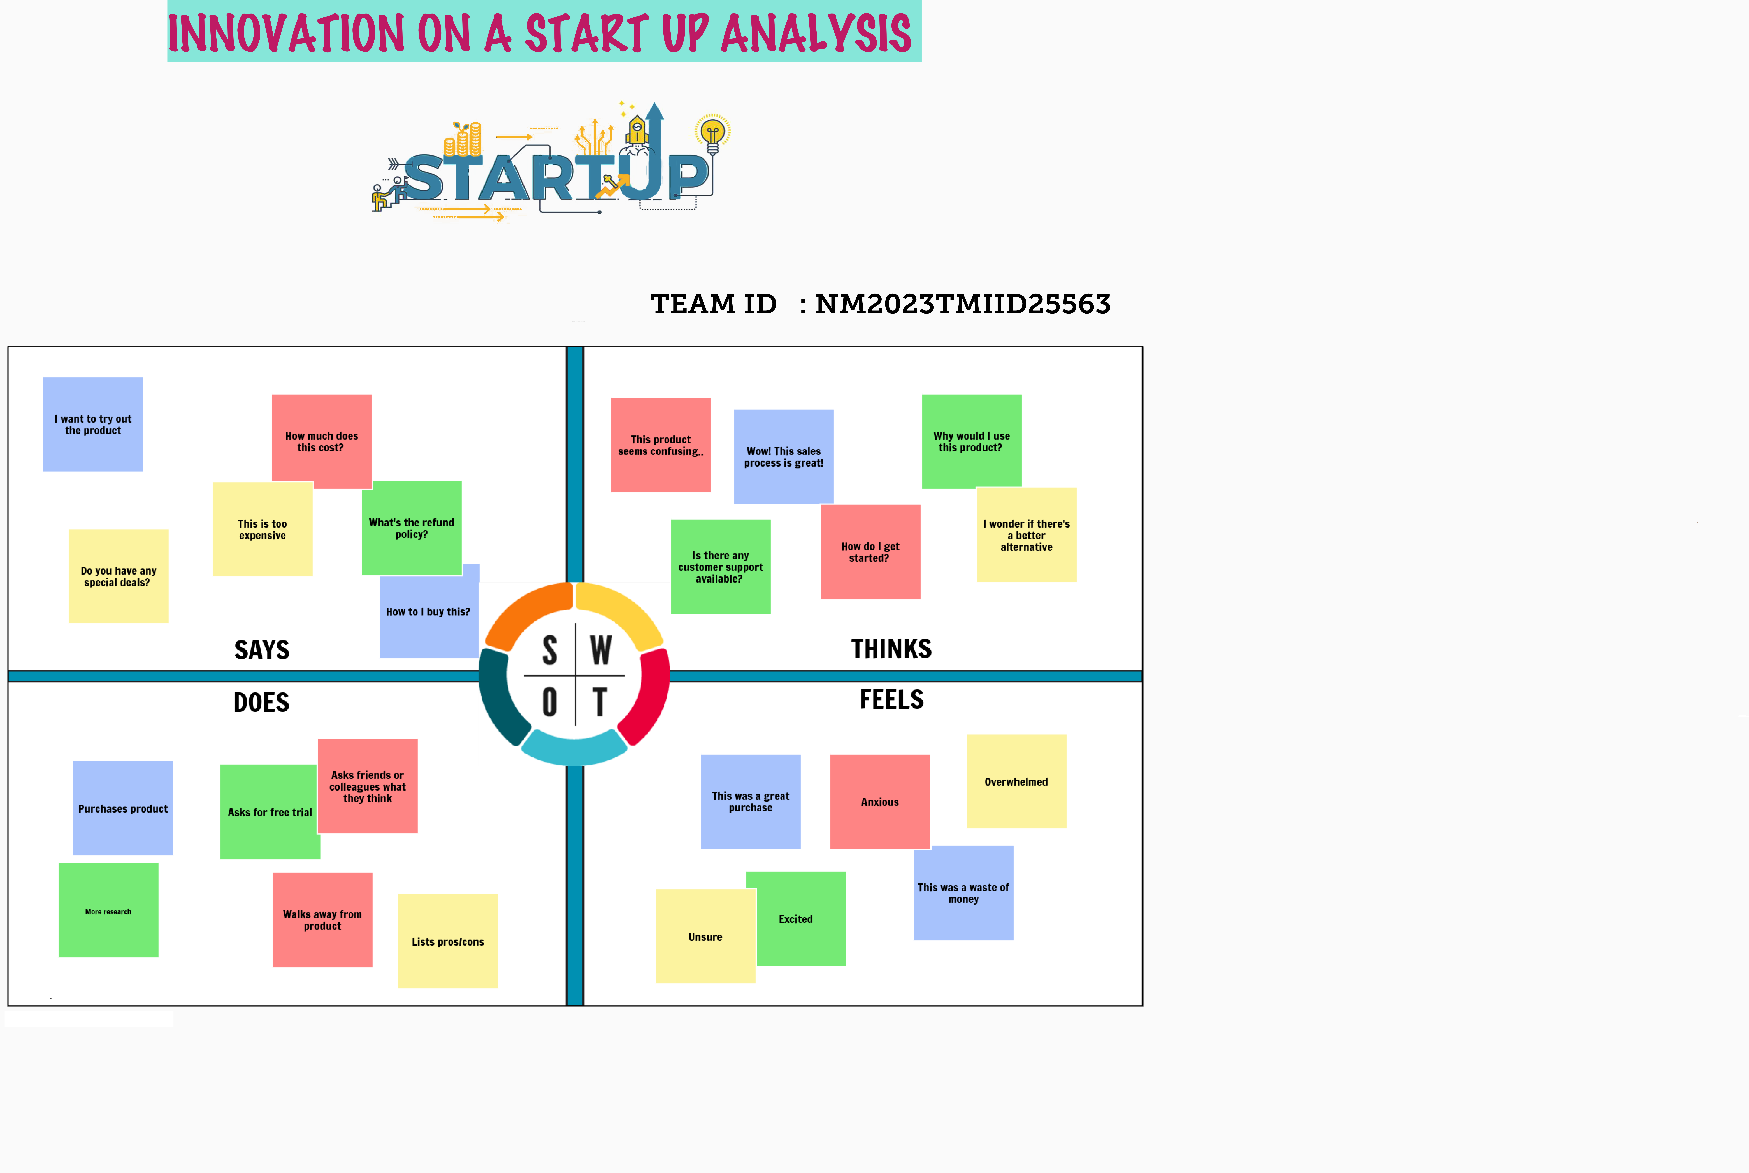 INNOVATION ON A START UP ANALYSIS
STARTUP
TEAM ID : NM2023TMIID25563
I want to try out
the product
How much does
this cost?
This is too
expensive
What's the refund
policy?
Do you have any
special deals?
How to I buy this?
SAYS
This product
seems confusing..
Wow! This sales
process is great!
Why would I use
this product?
I wonder if there's
a better
alternative
How do I get
started?
Is there any
customer support
available?
THINKS
S W
O T
DOES
Purchases product
Asks for free trial
Asks friends or
colleagues what
they think
More research
Walks away from
product
Lists pros/cons
FEELS
This was a great
purchase
Anxious
Overwhelmed
This was a waste of
money
Excited
Unsure